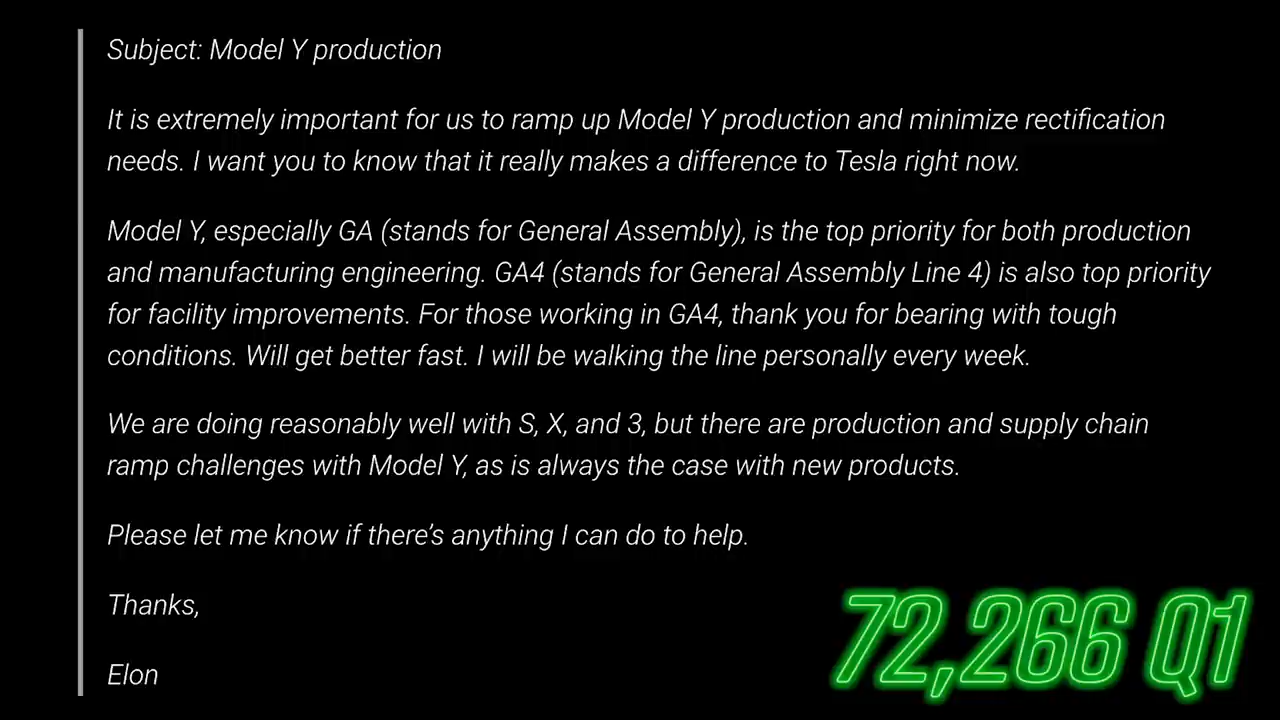 Subject: Model Y production
It is extremely important for us to ramp up Model Y production and minimize rectification
needs. I want you to know that it really makes a difference to Tesla right now.
Model Y, especially GA (stands for General Assembly), is the top priority for both production
and manufacturing engineering. GA4 (stands for General Assembly Line 4) is also top priority
for facility improvements. For those working in GA4, thank you for bearing with tough
conditions. Will get better fast. I will be walking the line personally every week.
We are doing reasonably well with S, X, and 3, but there are production and supply chain
ramp challenges with Model Y, as is always the case with new products.
Please let me know if there’s anything I can do to help.
Thanks,
Elon
72,266 Q1